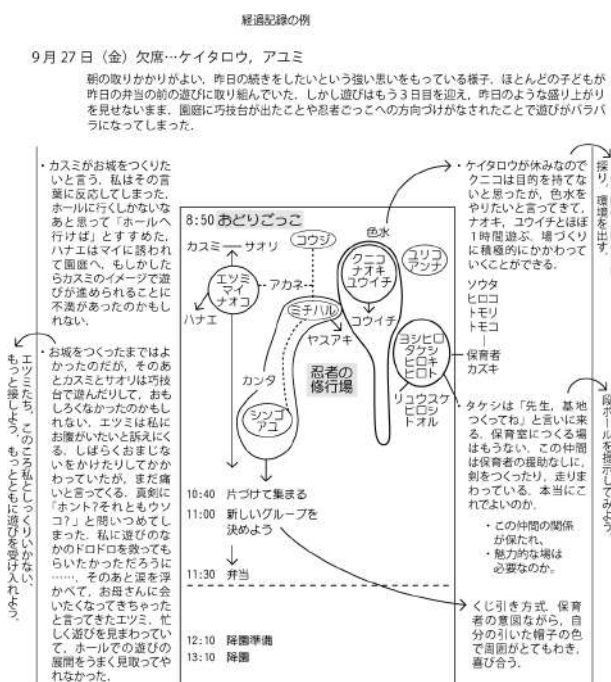 経過記録の例
9月27日（金）欠席…ケイタロウ，アユミ
朝の取りかかりがよい．昨日の続きをしたいという強い思いをもっている様子．ほとんどの子どもが
昨日の弁当の前の遊びに取り組んでいた．しかし遊びはもう3日目を迎え，昨日のような盛り上がり
を見せないまま，園庭に巧技台が出たことや忍者ごっこへの方向づけがなされたことで遊びがバラバ
ラになってしまった．
・カスミがお城をつくりた
いと言う．私はその言
葉に反応してしまった．
ホールに行くしかないな
あと思って「ホールへ
行けば」とすすめた．
ハナエはマイに誘われ
て園庭へ．もしかした
らカスミのイメージで遊
びが進められることに
不満があったのかもし
れない．
・お城をつくったまではよ
かったのだが，そのあ
とカスミとサオリは巧技
台で遊んだりして，おも
しろくなかったのかもし
れない．エツミは私に
お腹がいたいと訴えにく
る．しばらくおまじな
いをかけたりしてかか
わっていたが，まだ痛
いと言ってくる．真剣に
「ホント?それともウソ
コ?」と問いつめてし
まった．私に遊びのな
かのドロドロを救っても
らいたかっただろうに
……．そのあと涙を浮
かべて，お母さんに会
いたくなってきちゃった
と言ってきたエツミ．忙
しく遊びを見まわってい
て，ホールでの遊びの
展開をうまく見取ってや
れなかった．
エツミたち，このごろ私としっくりいかない．
もっと接しよう．もっとともに遊びを受け入れよう．
8:50 おどりごっこ
カスミ
サオリ
コウジ
色水
エツミ
マイ
ナオコ
アカネ
クニコ
ナオキ
ユウイチ
ユリコ
アンナ
ハナエ
ミチハル
コウイチ
ヤスアキ
ヨシヒロ
タケシ
ヒロキ
ヒロト
カンタ
忍者の
修行場
シンゴ
アユ
リュウスケ
ヒロシ
トオル
10:40 片づけて集まる
11:00 新しいグループを
決めよう
11:30 弁当
12:10 降園準備
13:10 降園
・ケイタロウが休みなので
クニコは目的を持てな
いと思ったが，色水を
やりたいと言ってきて，
ナオキ，ユウイチとほぼ
1時間遊ぶ．場づくり
に積極的にかかわって
いくことができる．
ソウタ
ヒロコ
トモリ
トモコ
保育者
カズキ
・タケシは「先生，基地
つくってね」と言いに来
る．保育室につくる場
はもうない．この仲間
は保育者の援助なしに，
剣をつくったり，走りま
わっている．本当にこ
れでよいのか．
・この仲間の関係
が保たれ，
・魅力的な場は
必要なのか．
くじ引き方式．保育
者の意図ながら，自
分の引いた帽子の色
で周囲がとてもわき，
喜び合う．
探り，環境を出す．
段ボールを提示してみよう